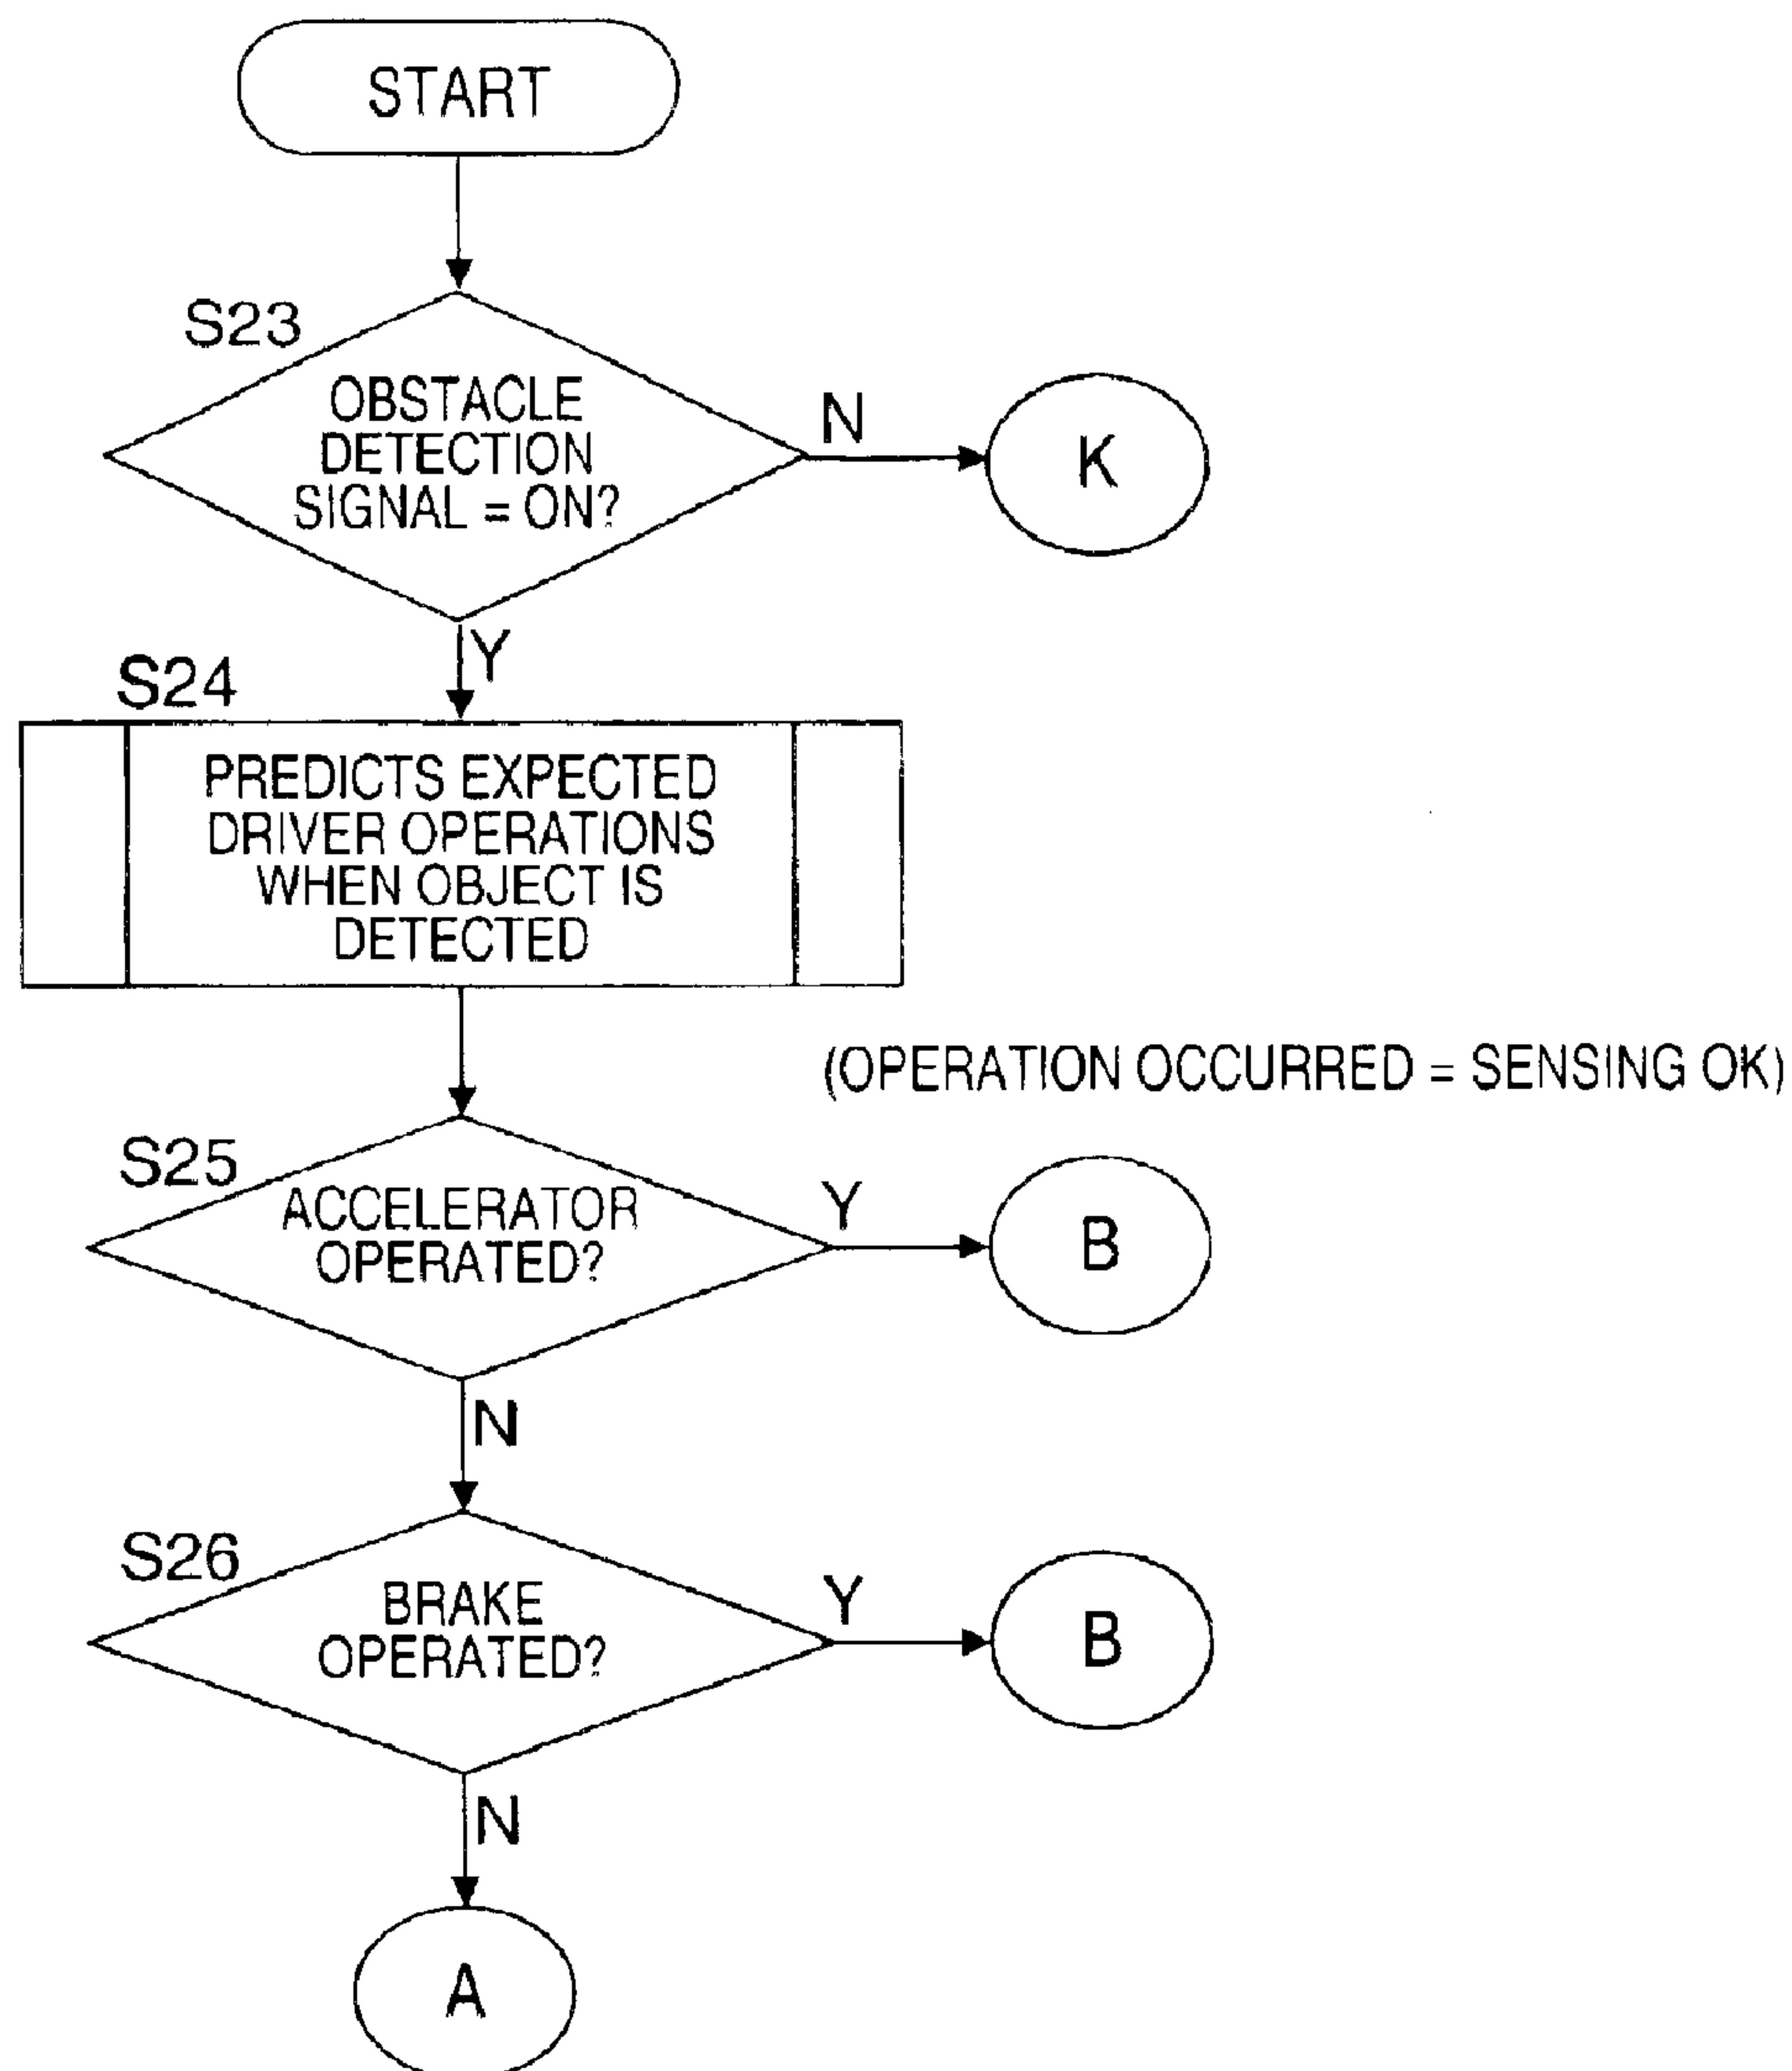 START
S23
OBSTACLE
DETECTION
SIGNAL = ON?
N
K
Y
S24
PREDICTS EXPECTED
DRIVER OPERATIONS
WHEN OBJECT IS
DETECTED
(OPERATION OCCURRED = SENSING OK)
S25
ACCELERATOR
OPERATED?
Y
B
N
S26
BRAKE
OPERATED?
Y
B
N
A